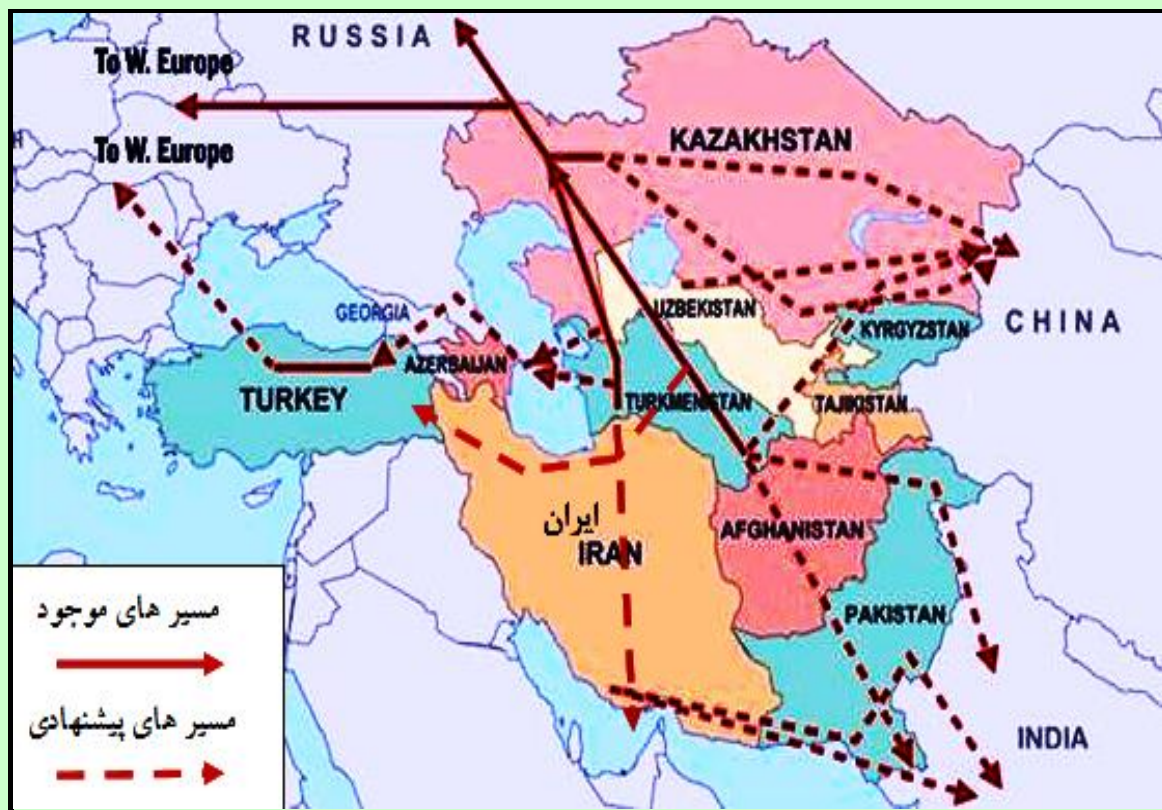 RUSSIA
To W. Europe
To W. Europe
KAZAKHSTAN
GEORGIA
UZBEKISTAN
KYRGYZSTAN
CHINA
AZERBAIJAN
TURKEY
TURKMENISTAN
TAJIKISTAN
ایران
IRAN
AFGHANISTAN
PAKISTAN
INDIA
مسیر های موجود
مسیر های پیشنهادی